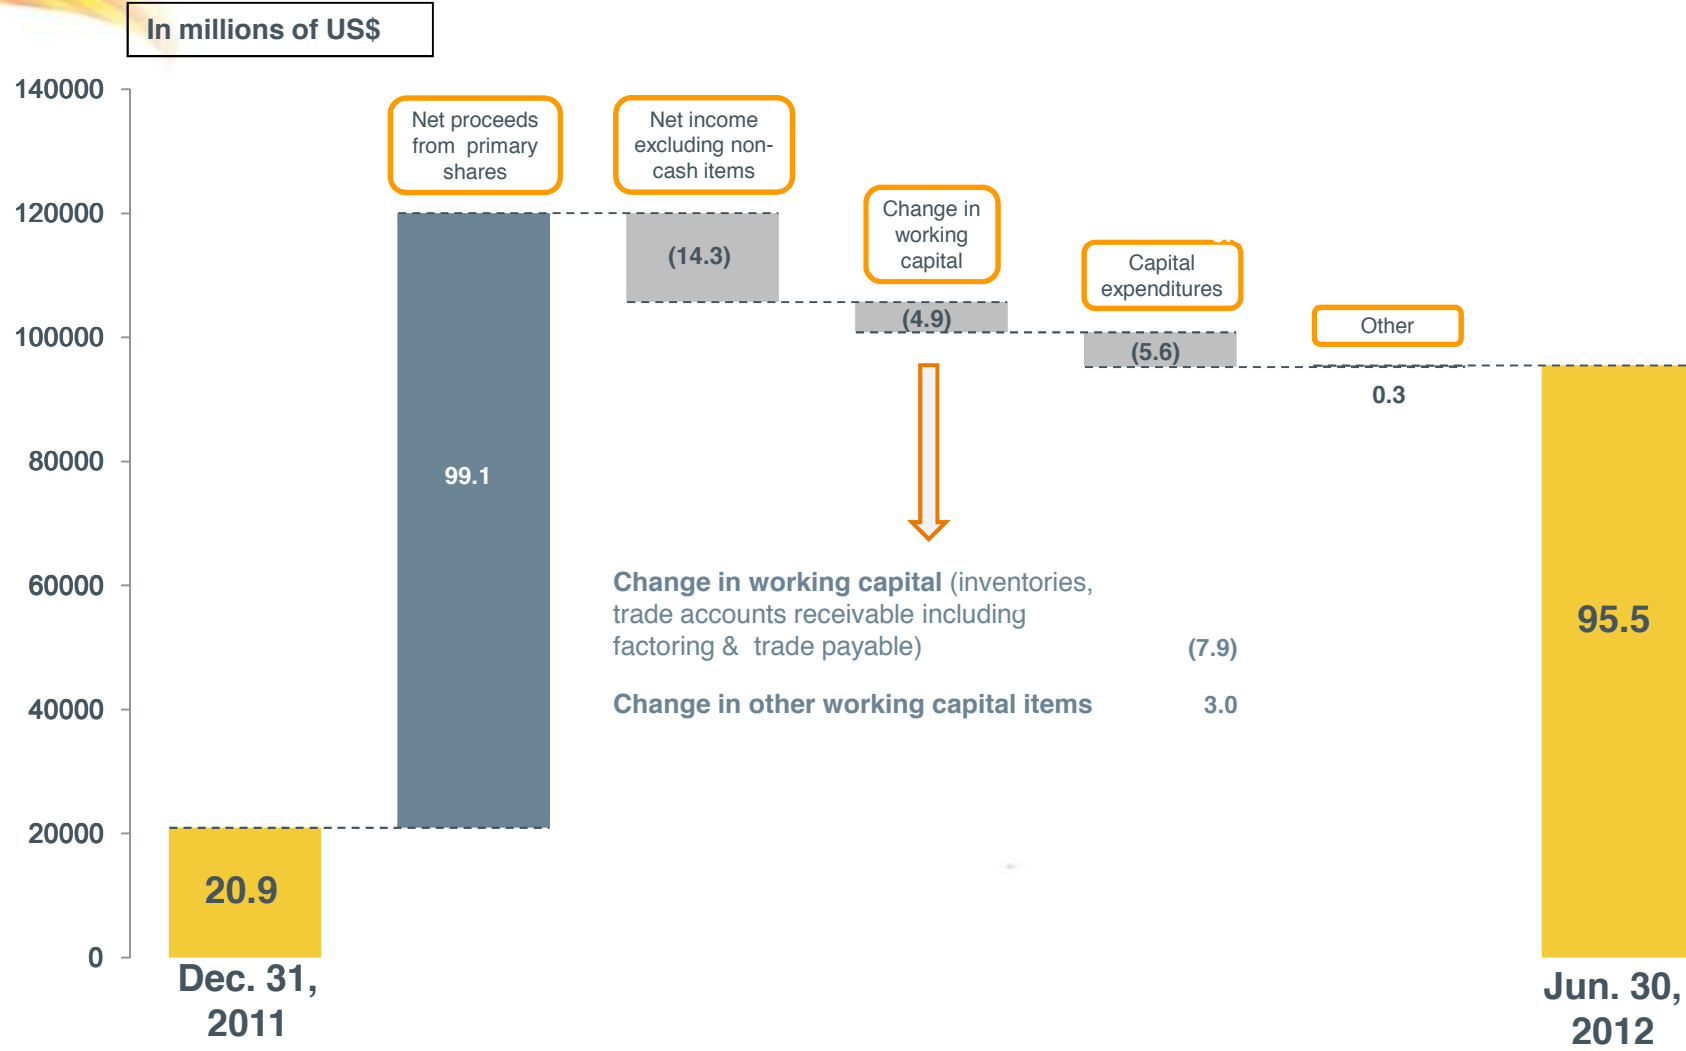 In millions of US$
140000
120000
100000
80000
60000
40000
20000
0
Net proceeds
from primary
shares
Net income
excluding non-
cash items
Change in
working
capital
Capital
expenditures
Other
(14.3)
(4.9)
(5.6)
0.3
99.1
20.9
95.5
Change in working capital (inventories,
trade accounts receivable including
factoring & trade payable) (7.9)
Change in other working capital items 3.0
Dec. 31,
2011
Jun. 30,
2012